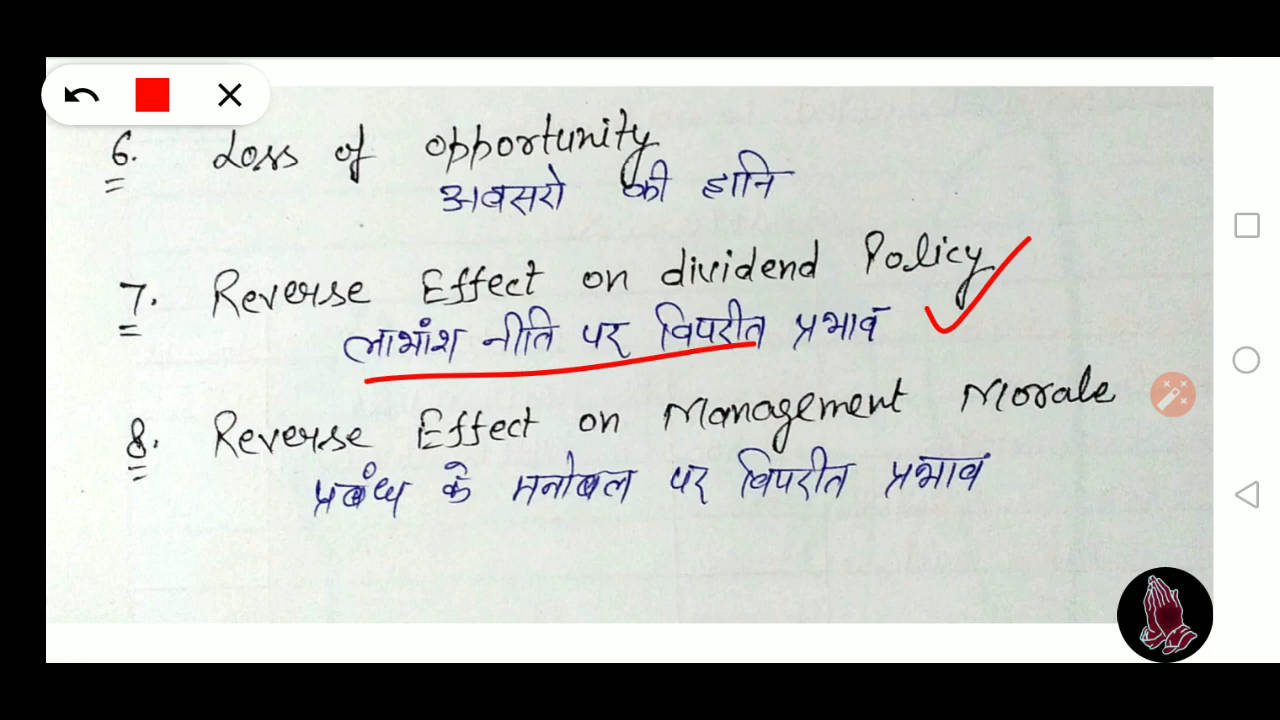 6. Loss of opportunity
अवसरो की हानि
7. Reverse Effect on dividend Policy
लाभांश नीति पर विपरीत प्रभाव
8. Reverse Effect on Management Morale
प्रबंध के मनोबल पर विपरीत प्रभाव